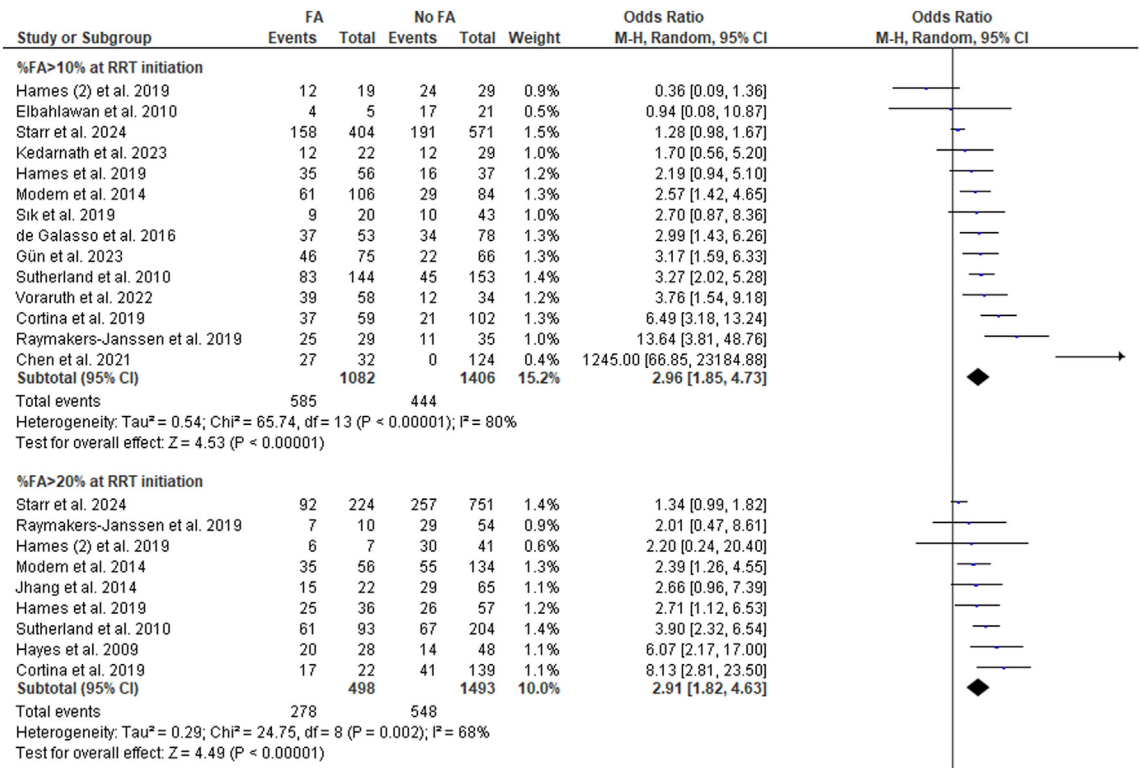 FA No FA Odds Ratio Odds Ratio
Study or Subgroup Events Total Events Total Weight M-H, Random, 95% CI M-H, Random, 95% CI
%FA>10% at RRT initiation
Hames (2) et al. 2019 12 19 24 29 0.9% 0.36 [0.09, 1.36]
Elbahlawan et al. 2010 4 5 17 21 0.5% 0.94 [0.08, 10.87]
Starr et al. 2024 158 404 191 571 1.5% 1.28 [0.98, 1.67]
Kedarnath et al. 2023 12 22 12 29 1.0% 1.70 [0.56, 5.20]
Hames et al. 2019 35 56 16 37 1.1% 2.19 [0.94, 5.10]
Modem et al. 2014 61 106 29 84 1.3% 2.57 [1.42, 4.65]
Sık et al. 2019 9 20 10 43 1.0% 2.70 [0.87, 8.36]
de Galasso et al. 2016 37 53 34 78 1.3% 2.99 [1.43, 6.26]
Gün et al. 2023 46 75 22 66 1.3% 3.17 [1.59, 6.33]
Sutherland et al. 2010 83 144 45 153 1.4% 3.27 [2.02, 5.28]
Voraruth et al. 2022 39 58 12 34 1.2% 3.76 [1.54, 9.18]
Cortina et al. 2019 37 59 21 102 1.3% 6.49 [3.18, 13.24]
Raymakers-Janssen et al. 2019 25 29 11 35 1.0% 13.64 [3.81, 48.76]
Chen et al. 2021 27 32 0 124 0.4% 1245.00 [66.85, 23184.88]
Subtotal (95% CI) 1082 1406 15.2% 2.96 [1.85, 4.73]
Total events 585 444
Heterogeneity: Tau² = 0.54; Chi² = 65.74, df = 13 (P < 0.00001); I² = 80%
Test for overall effect: Z = 4.53 (P < 0.00001)
%FA>20% at RRT initiation
Starr et al. 2024 92 224 257 751 1.4% 1.34 [0.99, 1.82]
Raymakers-Janssen et al. 2019 7 10 29 54 0.9% 2.01 [0.47, 8.61]
Hames (2) et al. 2019 6 7 30 41 0.6% 2.20 [0.24, 20.40]
Modem et al. 2014 35 56 55 134 1.3% 2.39 [1.26, 4.55]
Jhang et al. 2014 15 22 29 65 1.1% 2.66 [0.96, 7.39]
Hames et al. 2019 25 36 26 57 1.2% 2.71 [1.12, 6.53]
Sutherland et al. 2010 61 93 67 204 1.4% 3.90 [2.32, 6.54]
Hayes et al. 2009 20 28 14 48 1.1% 6.07 [2.17, 17.00]
Cortina et al. 2019 17 22 41 139 1.1% 8.13 [2.81, 23.50]
Subtotal (95% CI) 498 1493 10.0% 2.91 [1.82, 4.63]
Total events 278 548
Heterogeneity: Tau² = 0.29; Chi² = 24.75, df = 8 (P = 0.002); I² = 68%
Test for overall effect: Z = 4.49 (P < 0.00001)